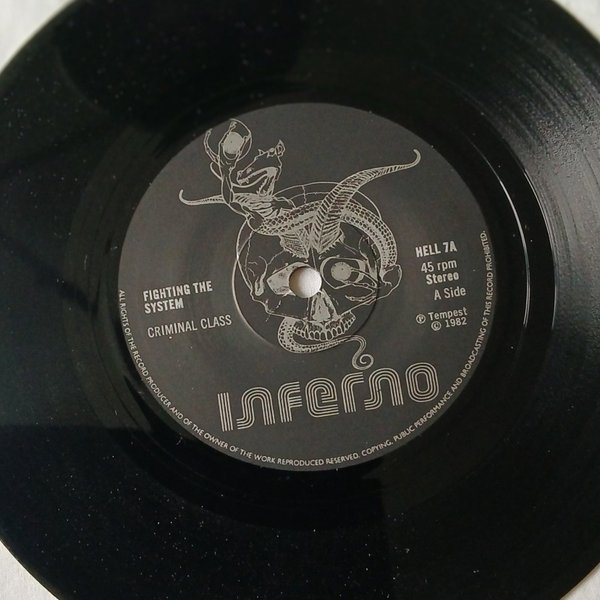 FIGHTING THE
SYSTEM
CRIMINAL CLASS
HELL 7A
45 rpm
Stereo
A Side
℗ Tempest
© 1982
Inferno
ALL RIGHTS OF THE RECORD PRODUCER AND OF THE OWNER OF THE WORK REPRODUCED RESERVED. COPYING, PUBLIC PERFORMANCE AND BROADCASTING OF THIS RECORD PROHIBITED.